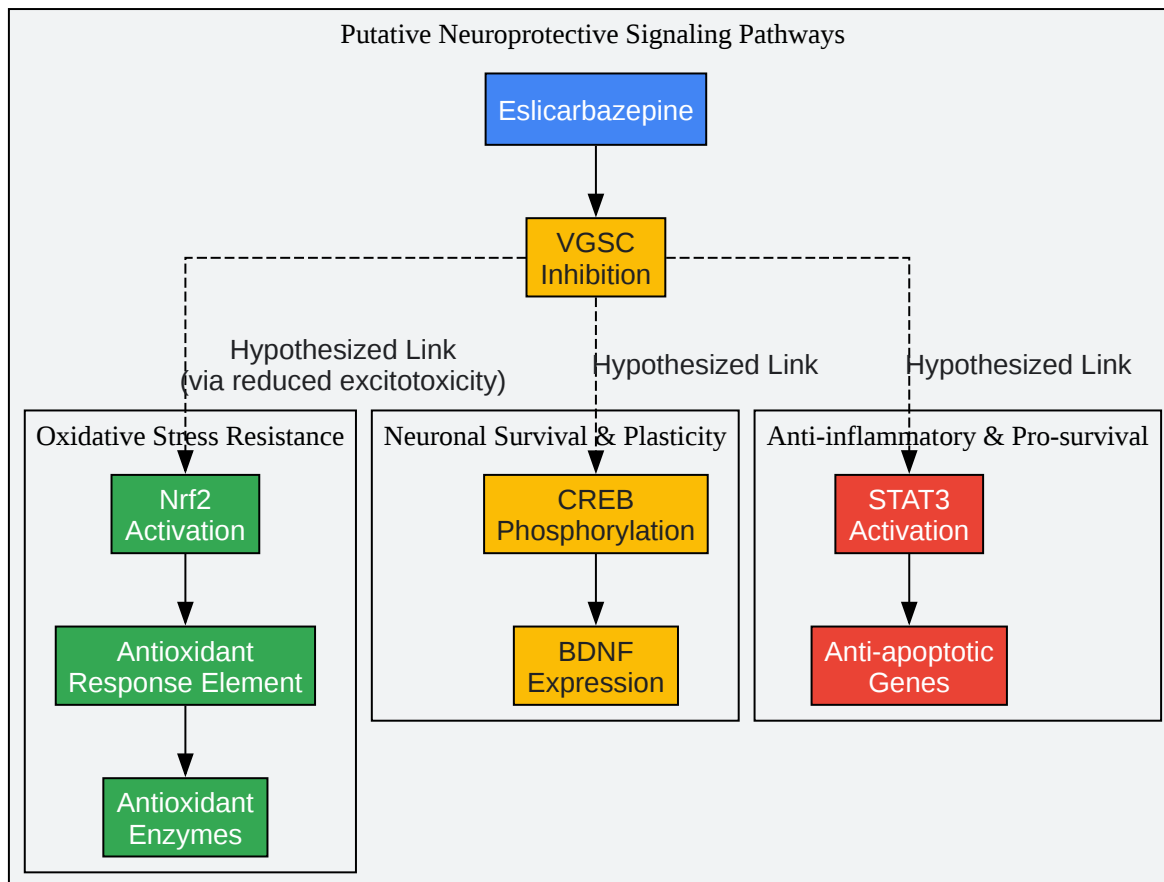 Putative Neuroprotective Signaling Pathways
Eslicarbazepine
VGSC
Inhibition
Hypothesized Link
(via reduced excitotoxicity)
Hypothesized Link
Hypothesized Link
Oxidative Stress Resistance
Nrf2
Activation
Antioxidant
Response Element
Antioxidant
Enzymes
Neuronal Survival & Plasticity
CREB
Phosphorylation
BDNF
Expression
Anti-inflammatory & Pro-survival
STAT3
Activation
Anti-apoptotic
Genes